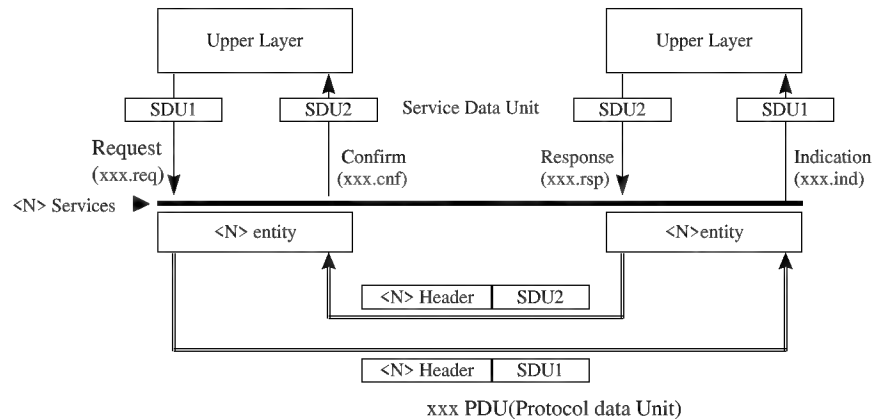 Upper Layer
Upper Layer
SDU1
SDU2
Service Data Unit
SDU2
SDU1
Request
(xxx.req)
Confirm
(xxx.cnf)
Response
(xxx.rsp)
Indication
(xxx.ind)
<N> Services
<N> entity
<N>entity
<N> Header
SDU2
<N> Header
SDU1
xxx PDU(Protocol data Unit)